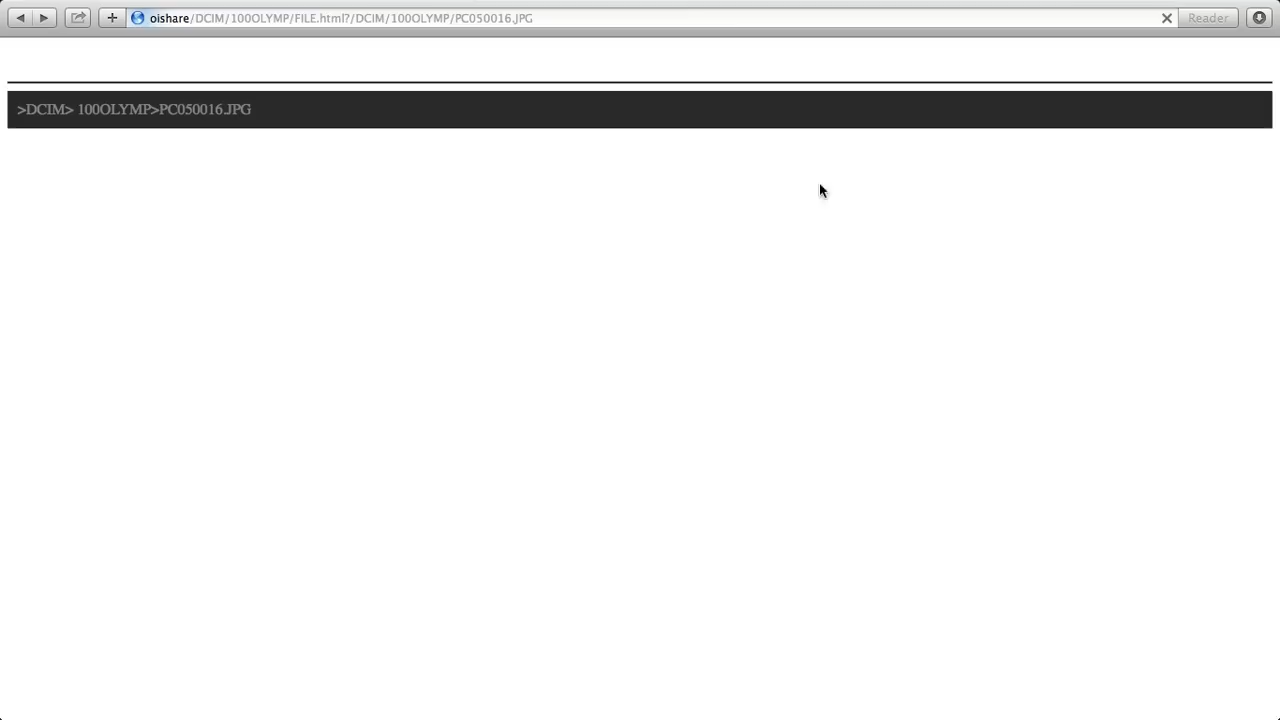 oishare/DCIM/100OLYMP/FILE.html?/DCIM/100OLYMP/PC050016.JPG
Reader
>DCIM> 100OLYMP>PC050016.JPG